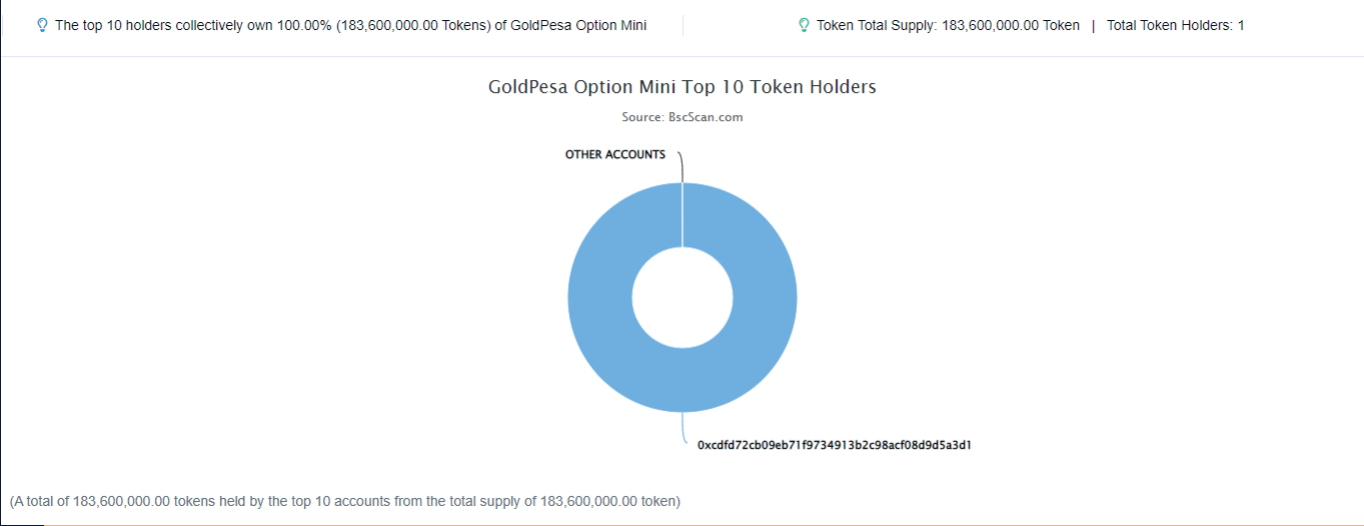 The top 10 holders collectively own 100.00% (183,600,000.00 Tokens) of GoldPesa Option Mini
Token Total Supply: 183,600,000.00 Token | Total Token Holders: 1
GoldPesa Option Mini Top 10 Token Holders
Source: BscScan.com
OTHER ACCOUNTS
0xcdfd72cb09eb71f9734913b2c98acf08d9d5a3d1
(A total of 183,600,000.00 tokens held by the top 10 accounts from the total supply of 183,600,000.00 token)